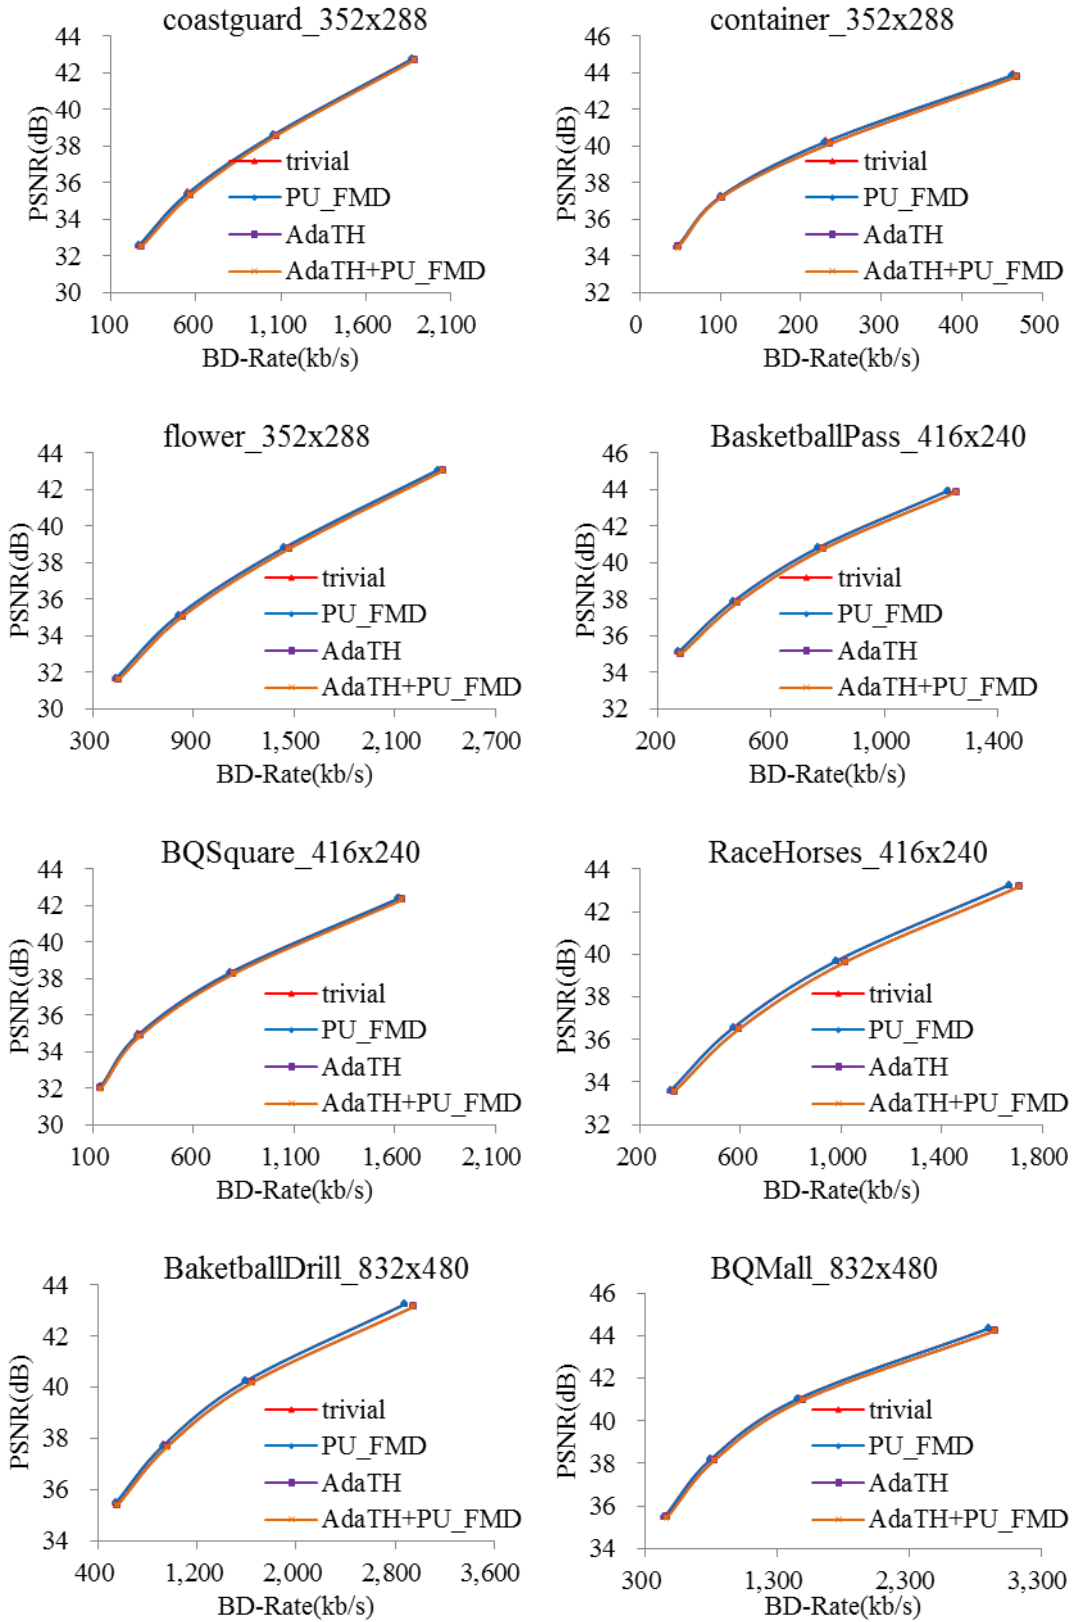 coastguard_352x288
44
42
40
38
36
34
32
30
PSNR(dB)
trivial
PU_FMD
AdaTH
AdaTH+PU_FMD
100 600 1,100 1,600 2,100
BD-Rate(kb/s)
container_352x288
46
44
42
40
38
36
34
32
PSNR(dB)
trivial
PU_FMD
AdaTH
AdaTH+PU_FMD
0 100 200 300 400 500
BD-Rate(kb/s)
flower_352x288
44
42
40
38
36
34
32
30
PSNR(dB)
trivial
PU_FMD
AdaTH
AdaTH+PU_FMD
300 900 1,500 2,100 2,700
BD-Rate(kb/s)
BasketballPass_416x240
46
44
42
40
38
36
34
32
PSNR(dB)
trivial
PU_FMD
AdaTH
AdaTH+PU_FMD
200 600 1,000 1,400
BD-Rate(kb/s)
BQSquare_416x240
44
42
40
38
36
34
32
30
PSNR(dB)
trivial
PU_FMD
AdaTH
AdaTH+PU_FMD
100 600 1,100 1,600 2,100
BD-Rate(kb/s)
RaceHorses_416x240
44
42
40
38
36
34
32
PSNR(dB)
trivial
PU_FMD
AdaTH
AdaTH+PU_FMD
200 600 1,000 1,400 1,800
BD-Rate(kb/s)
BaketballDrill_832x480
44
42
40
38
36
34
PSNR(dB)
trivial
PU_FMD
AdaTH
AdaTH+PU_FMD
400 1,200 2,000 2,800 3,600
BD-Rate(kb/s)
BQMall_832x480
46
44
42
40
38
36
34
PSNR(dB)
trivial
PU_FMD
AdaTH
AdaTH+PU_FMD
300 1,300 2,300 3,300
BD-Rate(kb/s)